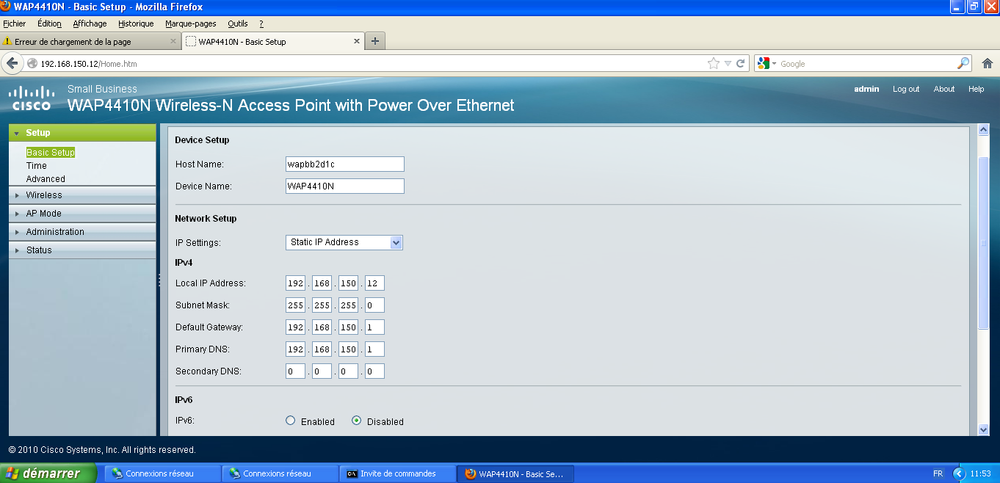 WAP4410N - Basic Setup - Mozilla Firefox
Fichier Édition Affichage Historique Marque-pages Outils ?
Erreur de chargement de la page
WAP4410N - Basic Setup
192.168.150.12/Home.htm
Google
CISCO
Small Business
WAP4410N Wireless-N Access Point with Power Over Ethernet
admin Log out About Help
Setup
Basic Setup
Time
Advanced
Wireless
AP Mode
Administration
Status
Device Setup
Host Name: wapbb2d1c
Device Name: WAP4410N
Network Setup
IP Settings: Static IP Address
IPv4
Local IP Address: 192 . 168 . 150 . 12
Subnet Mask: 255 . 255 . 255 . 0
Default Gateway: 192 . 168 . 150 . 1
Primary DNS: 192 . 168 . 150 . 1
Secondary DNS: 0 . 0 . 0 . 0
IPv6
IPv6: Enabled Disabled
© 2010 Cisco Systems, Inc. All rights reserved.
démarrer
Connexions réseau
Connexions réseau
Invite de commandes
WAP4410N - Basic Se...
FR
11:53